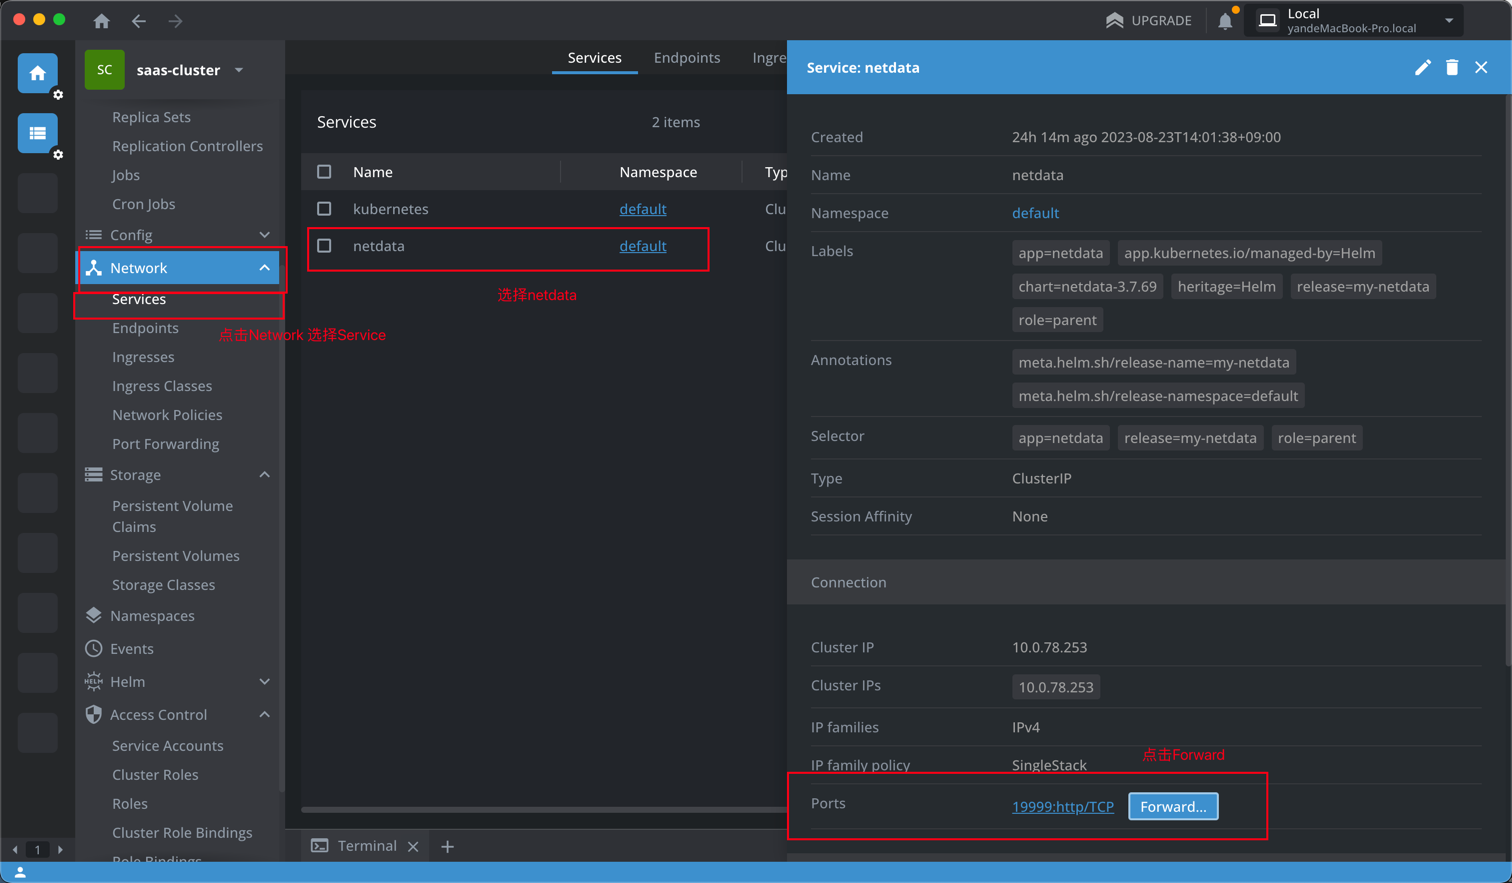 UPGRADE
Local
yandeMacBook-Pro.local
SC
saas-cluster
Replica Sets
Replication Controllers
Jobs
Cron Jobs
Config
Network
Services
Endpoints
Ingresses
Ingress Classes
Network Policies
Port Forwarding
Storage
Persistent Volume
Claims
Persistent Volumes
Storage Classes
Namespaces
Events
HELM
Helm
Access Control
Service Accounts
Cluster Roles
Roles
Cluster Role Bindings
Role Bindings
1
点击Network 选择Service
Services Endpoints Ingre
Services 2 items
Name Namespace Typ
kubernetes default Clu
netdata default Clu
选择netdata
Terminal
Service: netdata
Created 24h 14m ago 2023-08-23T14:01:38+09:00
Name netdata
Namespace default
Labels app=netdata app.kubernetes.io/managed-by=Helm
chart=netdata-3.7.69 heritage=Helm release=my-netdata
role=parent
Annotations meta.helm.sh/release-name=my-netdata
meta.helm.sh/release-namespace=default
Selector app=netdata release=my-netdata role=parent
Type ClusterIP
Session Affinity None
Connection
Cluster IP 10.0.78.253
Cluster IPs 10.0.78.253
IP families IPv4
点击Forward
IP family policy SingleStack
Ports 19999:http/TCP Forward...